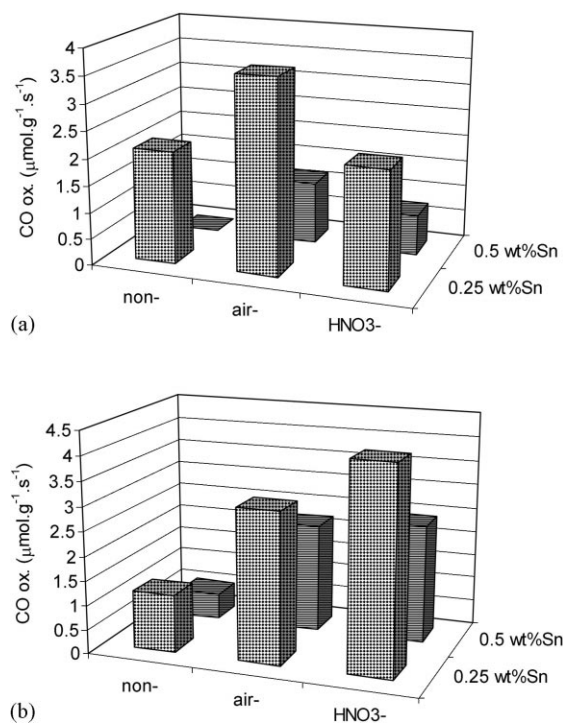 4
3.5
3
2.5
2
1.5
1
0.5
0
CO ox. (μmol.g⁻¹.s⁻¹)
non-
air-
HNO3-
0.5 wt%Sn
0.25 wt%Sn
(a)
4.5
4
3.5
3
2.5
2
1.5
1
0.5
0
CO ox. (μmol.g⁻¹.s⁻¹)
non-
air-
HNO3-
0.5 wt%Sn
0.25 wt%Sn
(b)